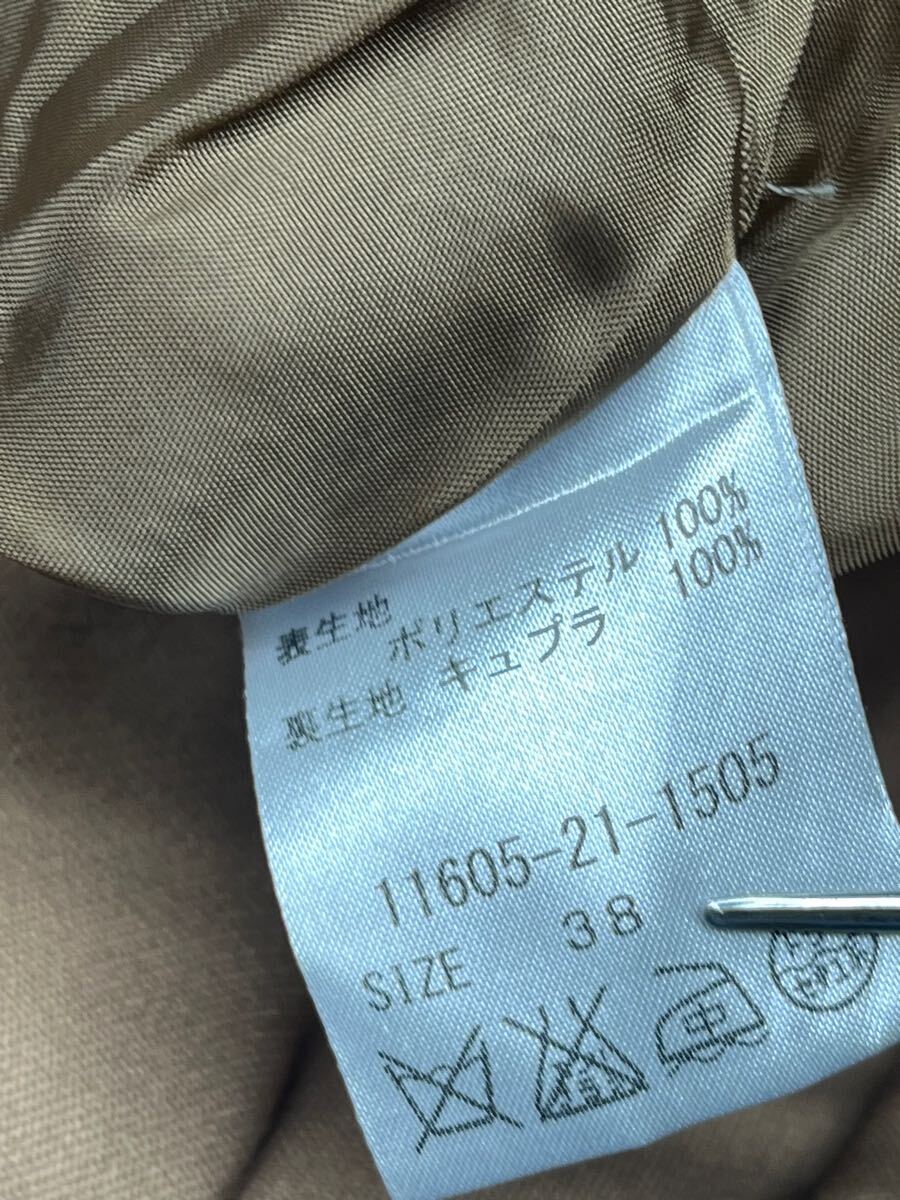 表生地
ポリエステル 100%
裏生地 キュプラ 100%
11605-21-1505
SIZE 38
中